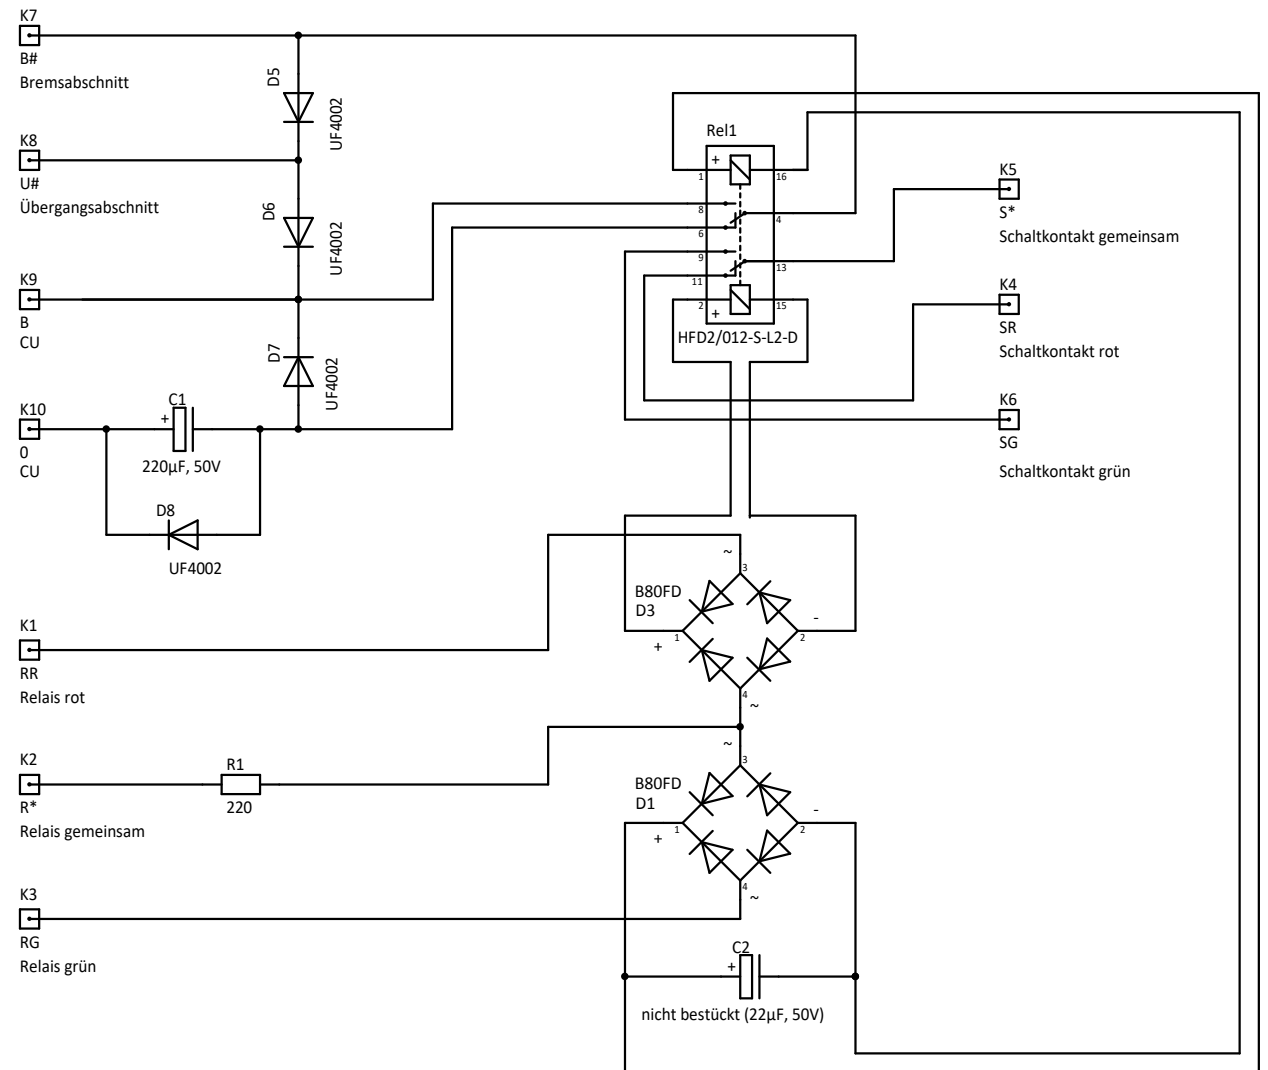 K7
B#
Bremsabschnitt
D5
UF4002
K8
U#
Übergangsabschnitt
D6
UF4002
K9
B
CU
D7
UF4002
K10
0
CU
C1
+
220µF, 50V
D8
UF4002
Rel1
+
1
16
8
4
6
9
13
11
2
15
+
HFD2/012-S-L2-D
K5
S*
Schaltkontakt gemeinsam
K4
SR
Schaltkontakt rot
K6
SG
Schaltkontakt grün
K1
RR
Relais rot
~
3
B80FD
D3
1
+
-
2
4
~
K2
R*
Relais gemeinsam
R1
220
~
3
B80FD
D1
1
+
-
2
4
~
K3
RG
Relais grün
C2
+
nicht bestückt (22µF, 50V)